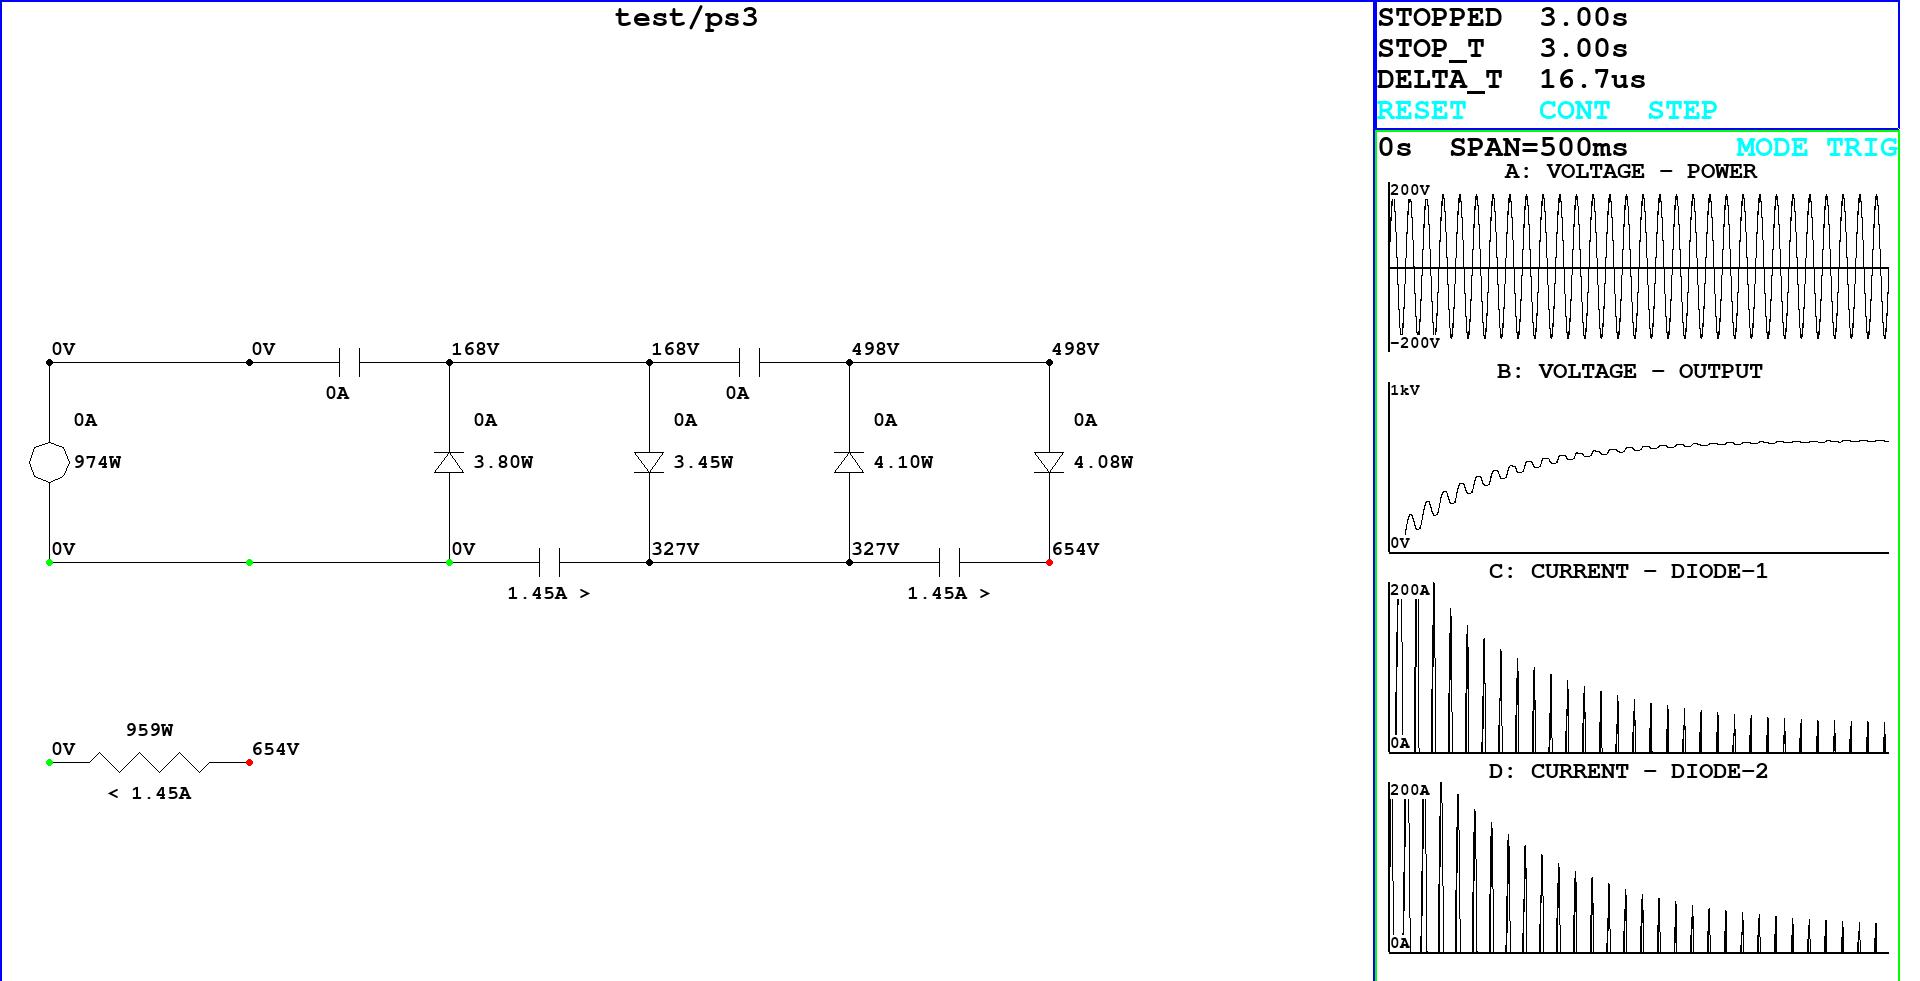 test/ps3
0V 0V 168V 168V 498V 498V
0A 0A
0A 0A 0A 0A 0A
974W 3.80W 3.45W 4.10W 4.08W
0V 0V 327V 327V 654V
1.45A > 1.45A >
959W
0V 654V
< 1.45A
STOPPED 3.00s
STOP_T 3.00s
DELTA_T 16.7us
RESET CONT STEP
0s SPAN=500ms MODE TRIG
A: VOLTAGE - POWER
200V
-200V
B: VOLTAGE - OUTPUT
1kV
0V
C: CURRENT - DIODE-1
200A
0A
D: CURRENT - DIODE-2
200A
0A